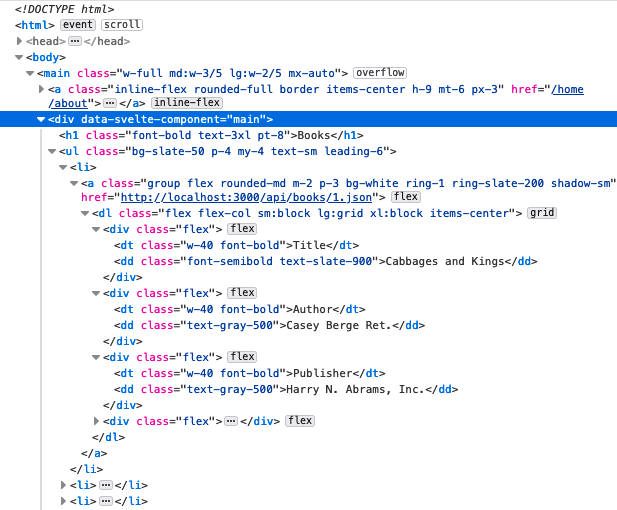 <!DOCTYPE html>
<html> event scroll
<head> ⋯ </head>
<body>
<main class="w-full md:w-3/5 lg:w-2/5 mx-auto"> overflow
<a class="inline-flex rounded-full border items-center h-9 mt-6 px-3" href="/home
/about"> ⋯ </a> inline-flex
<div data-svelte-component="main">
<h1 class="font-bold text-3xl pt-8">Books</h1>
<ul class="bg-slate-50 p-4 my-4 text-sm leading-6">
<li>
<a class="group flex rounded-md m-2 p-3 bg-white ring-1 ring-slate-200 shadow-sm"
href="http://localhost:3000/api/books/1.json"> flex
<dl class="flex flex-col sm:block lg:grid xl:block items-center"> grid
<div class="flex"> flex
<dt class="w-40 font-bold">Title</dt>
<dd class="font-semibold text-slate-900">Cabbages and Kings</dd>
</div>
<div class="flex"> flex
<dt class="w-40 font-bold">Author</dt>
<dd class="text-gray-500">Casey Berge Ret.</dd>
</div>
<div class="flex"> flex
<dt class="w-40 font-bold">Publisher</dt>
<dd class="text-gray-500">Harry N. Abrams, Inc.</dd>
</div>
<div class="flex"> ⋯ </div> flex
</dl>
</a>
</li>
<li> ⋯ </li>
<li> ⋯ </li>